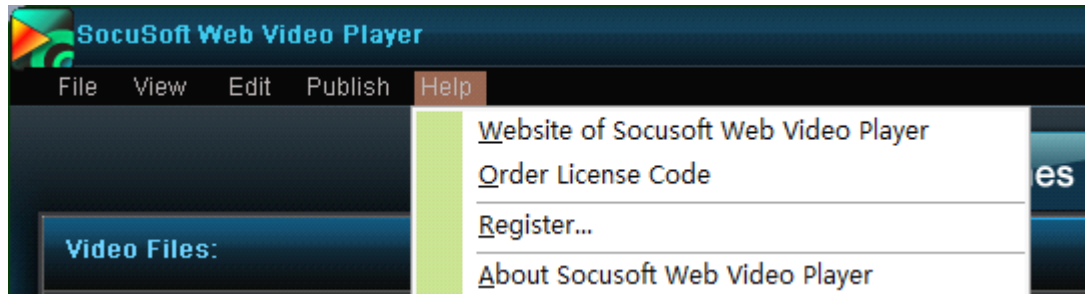 SocuSoft Web Video Player
File View Edit Publish Help
Website of Socusoft Web Video Player
Order License Code
es
Register...
Video Files:
About Socusoft Web Video Player